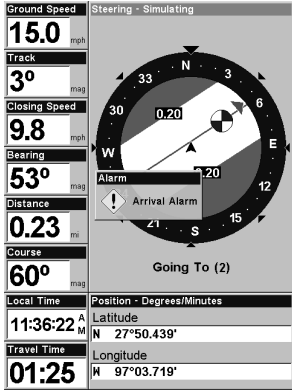 Ground Speed
15.0 mph
Track
3° mag
Closing Speed
9.8 mph
Bearing
53° mag
Distance
0.23 mi
Course
60° mag
Local Time
11:36:22 AM
Travel Time
01:25
Steering - Simulating
N
3
6
E
12
15
S
21
W
30
33
0.20
0.20
Alarm
! Arrival Alarm
Going To (2)
Position - Degrees/Minutes
Latitude
N 27°50.439'
Longitude
W 97°03.719'